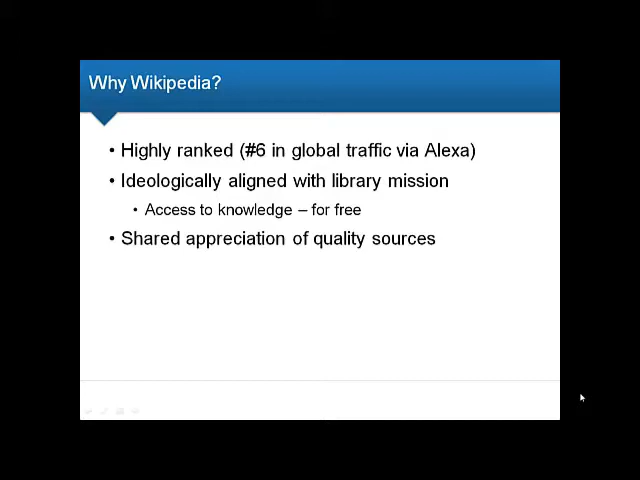 Why Wikipedia?
• Highly ranked (#6 in global traffic via Alexa)
• Ideologically aligned with library mission
• Access to knowledge – for free
• Shared appreciation of quality sources